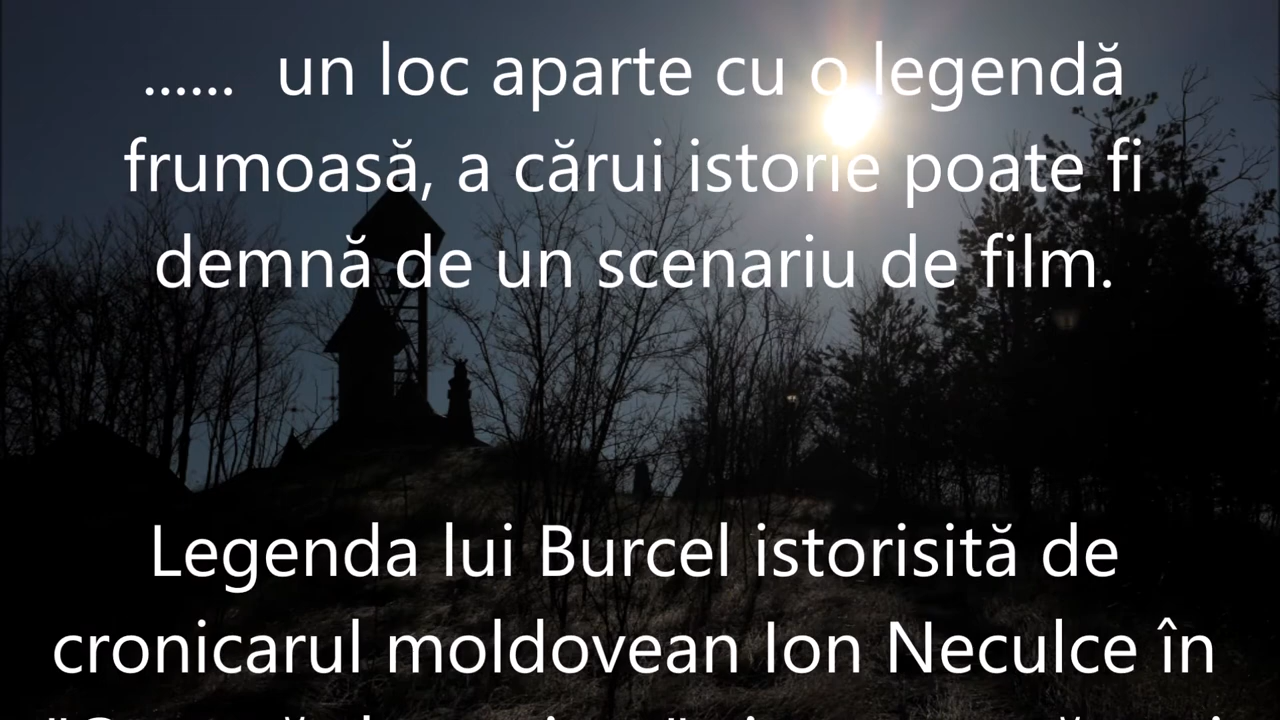 ...... un loc aparte cu o legendă
frumoasă, a cărui istorie poate fi
demnă de un scenariu de film.
Legenda lui Burcel istorisită de
cronicarul moldovean Ion Neculce în